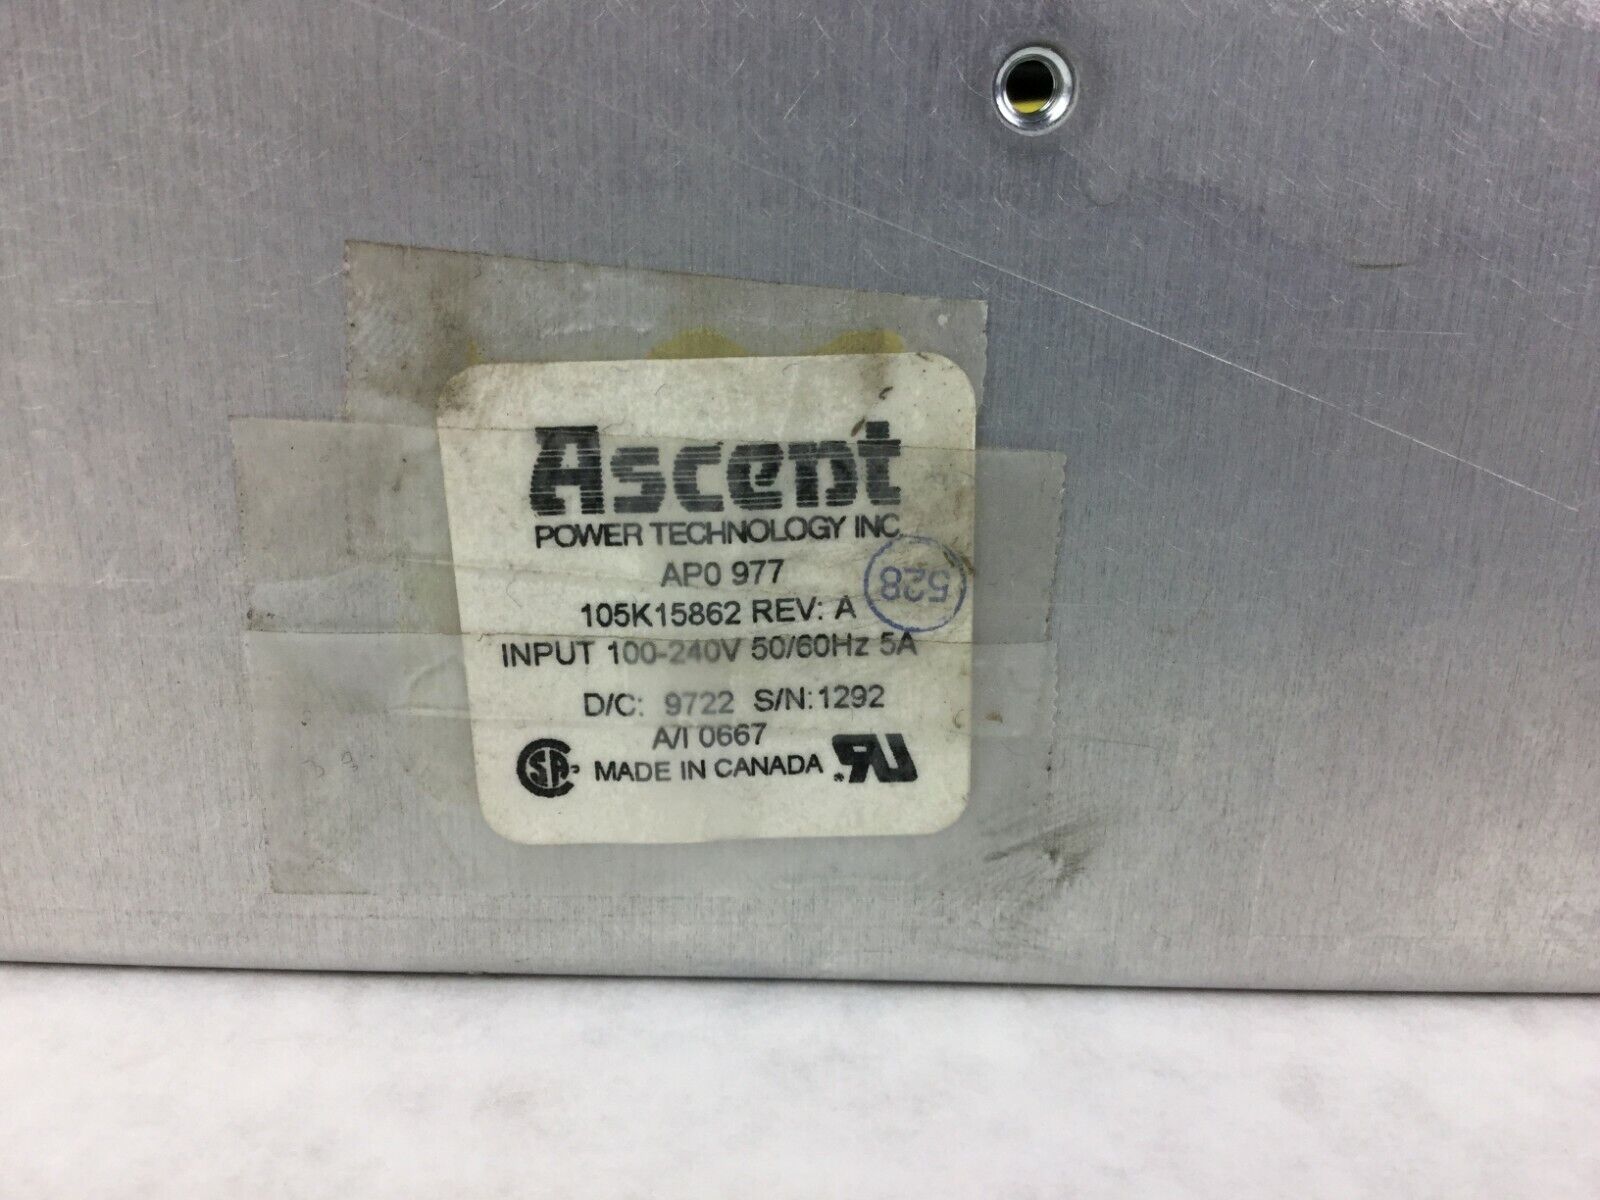 Ascent
POWER TECHNOLOGY INC.
AP0 977
528
105K15862 REV: A
INPUT 100-240V 50/60Hz 5A
D/C: 9722 S/N:1292
A/I 0667
MADE IN CANADA